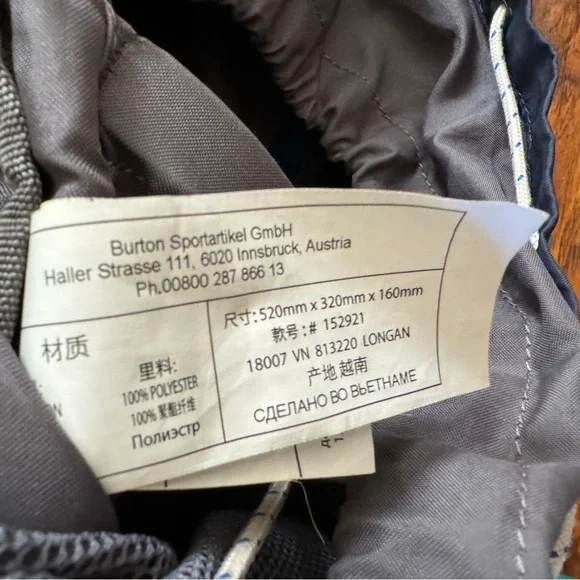 Burton Sportartikel GmbH
Haller Strasse 111, 6020 Innsbruck, Austria
Ph.00800 287 866 13
材质
里料:
100% POLYESTER
100% 聚酯纤维
Полиэстр
尺寸:520mm x 320mm x 160mm
款号:# 152921
18007 VN 813220 LONGAN
产地 越南
СДЕЛАНО ВО ВЬЕТНАМЕ